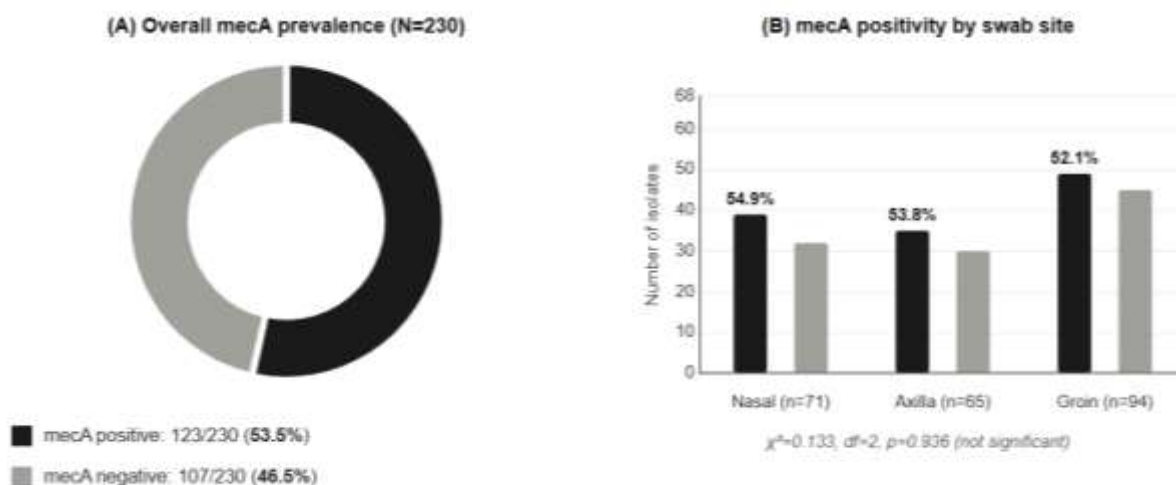 (A) Overall mecA prevalence (N=230)
mecA positive: 123/230 (53.5%)
mecA negative: 107/230 (46.5%)
(B) mecA positivity by swab site
Number of isolates
68
60
50
40
30
20
10
0
54.9%
53.8%
52.1%
Nasal (n=71)
Axilla (n=65)
Groin (n=94)
χ²=0.133, df=2, p=0.936 (not significant)